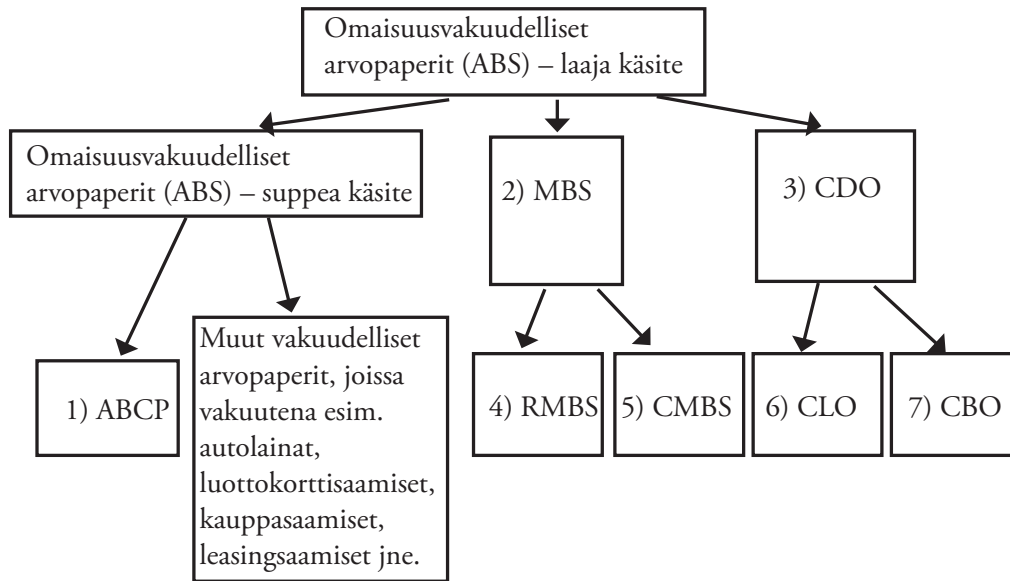 Omaisuusvakuudelliset
arvopaperit (ABS) – laaja käsite
Omaisuusvakuudelliset
arvopaperit (ABS) – suppea käsite
2) MBS
3) CDO
1) ABCP
Muut vakuudelliset
arvopaperit, joissa
vakuutena esim.
autolainat,
luottokorttisaamiset,
kauppasaamiset,
leasingsaamiset jne.
4) RMBS
5) CMBS
6) CLO
7) CBO